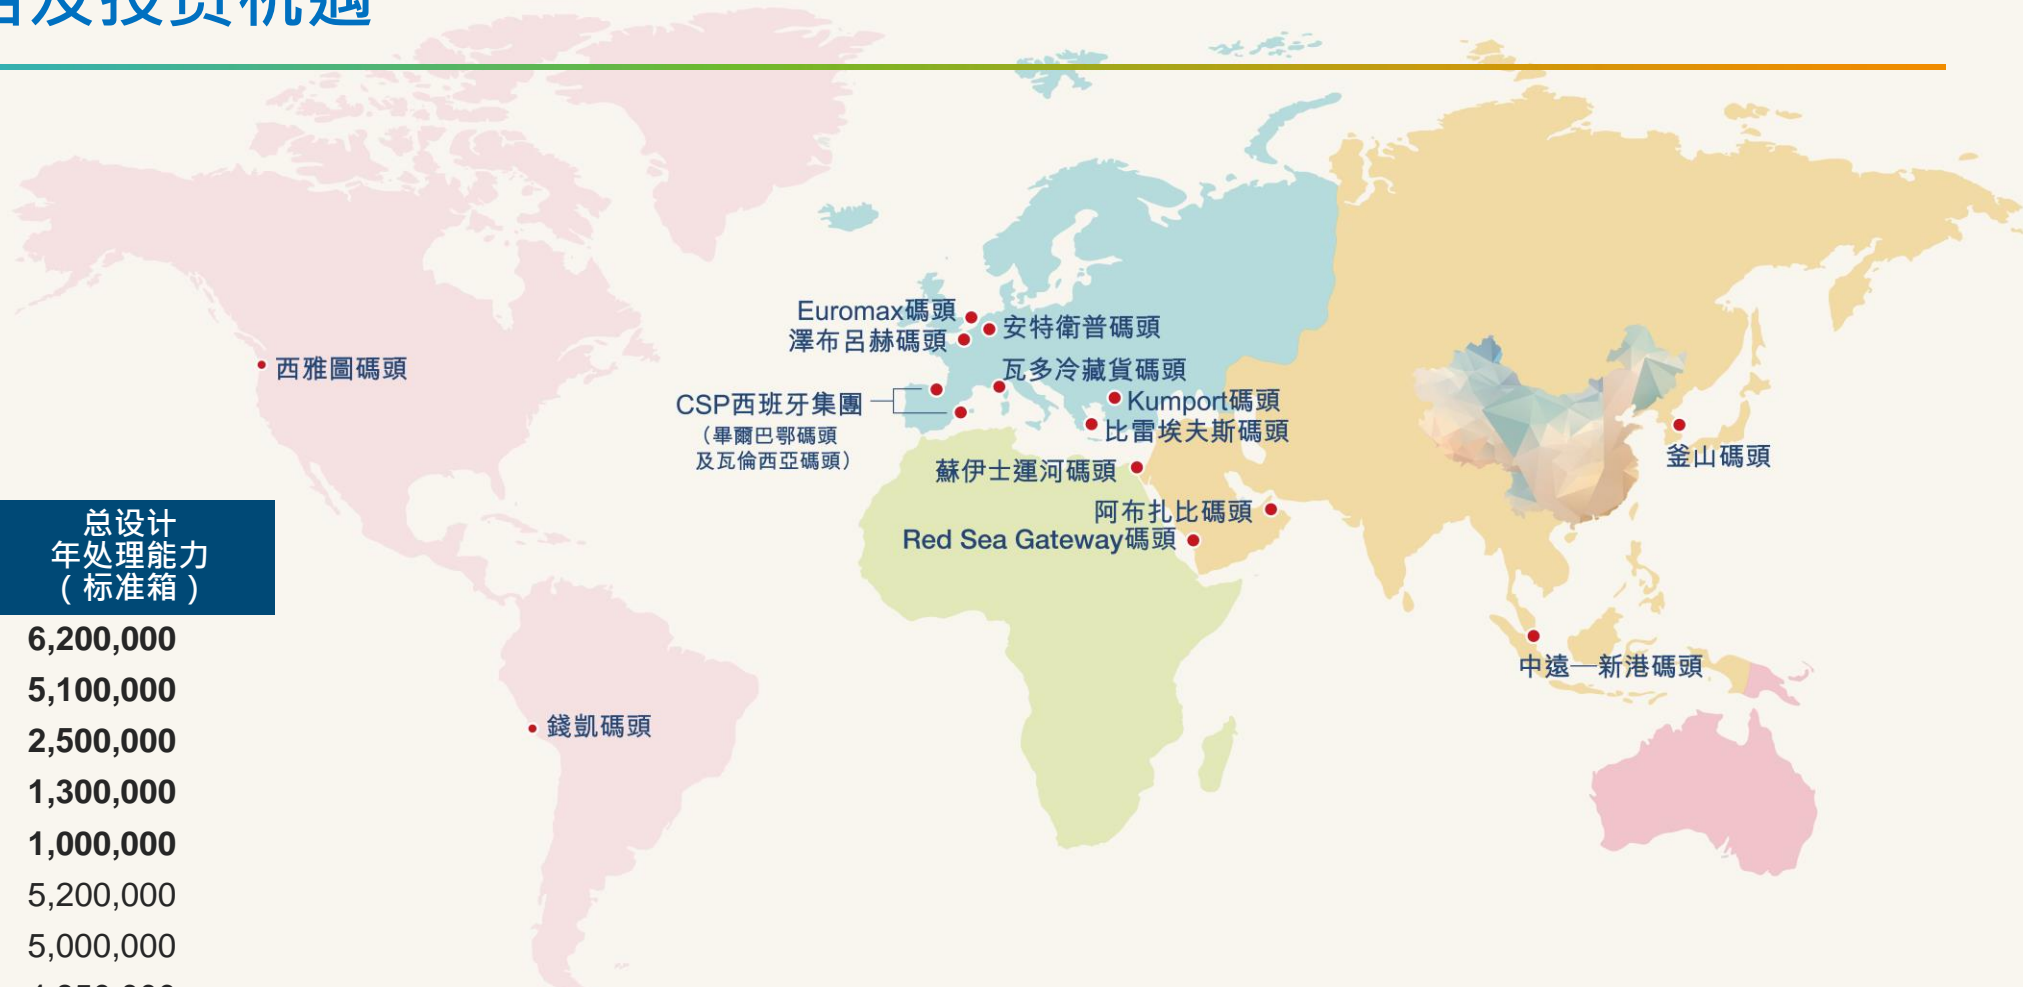 及投资机遇
Euromax碼頭
安特衛普碼頭
澤布呂赫碼頭
瓦多冷藏貨碼頭
西雅圖碼頭
CSP西班牙集團
Kumport碼頭
（畢爾巴鄂碼頭
及瓦倫西亞碼頭）
比雷埃夫斯碼頭
釜山碼頭
蘇伊士運河碼頭
阿布扎比碼頭
Red Sea Gateway碼頭
中遠—新港碼頭
錢凱碼頭
总设计
年处理能力
（标准箱）
6,200,000
5,100,000
2,500,000
1,300,000
1,000,000
5,200,000
5,000,000